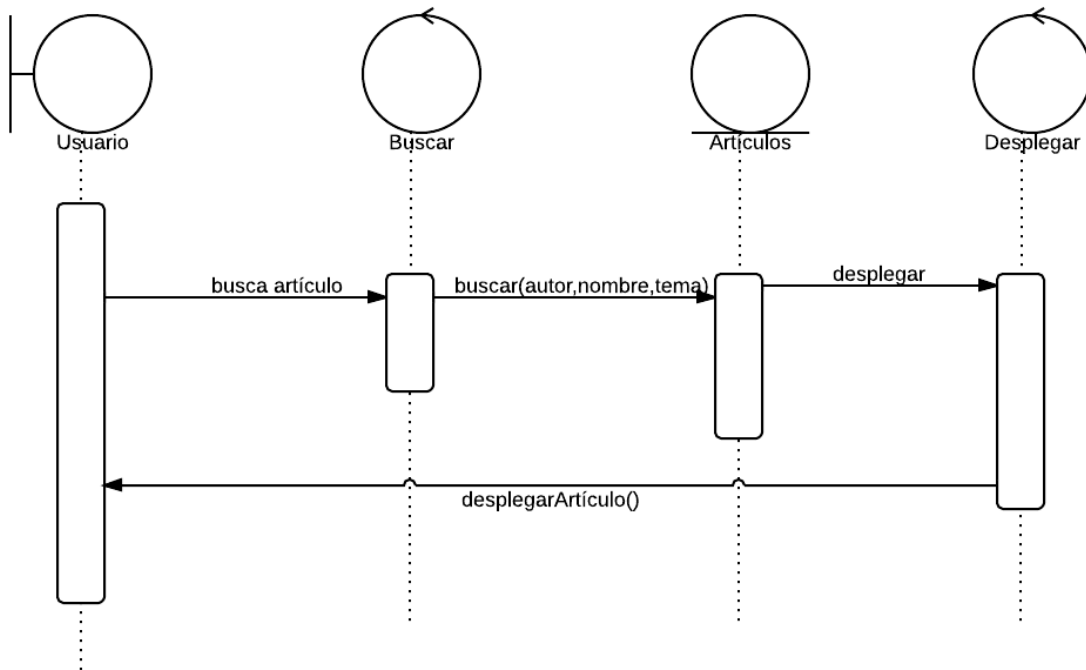 Usuario
Buscar
Artículos
Desplegar
busca artículo
buscar(autor,nombre,tema)
desplegar
desplegarArtículo()